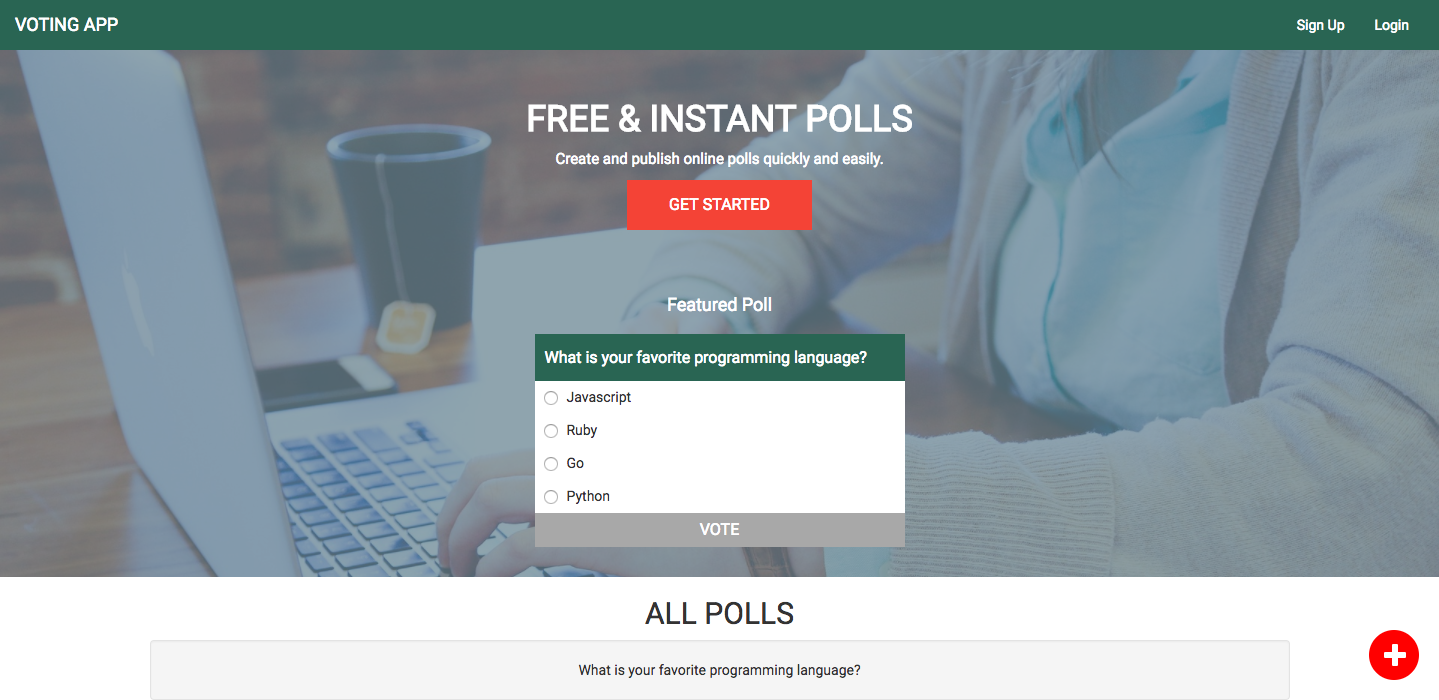 VOTING APP
Sign Up
Login
FREE & INSTANT POLLS
Create and publish online polls quickly and easily.
GET STARTED
Featured Poll
What is your favorite programming language?
Javascript
Ruby
Go
Python
VOTE
ALL POLLS
What is your favorite programming language?